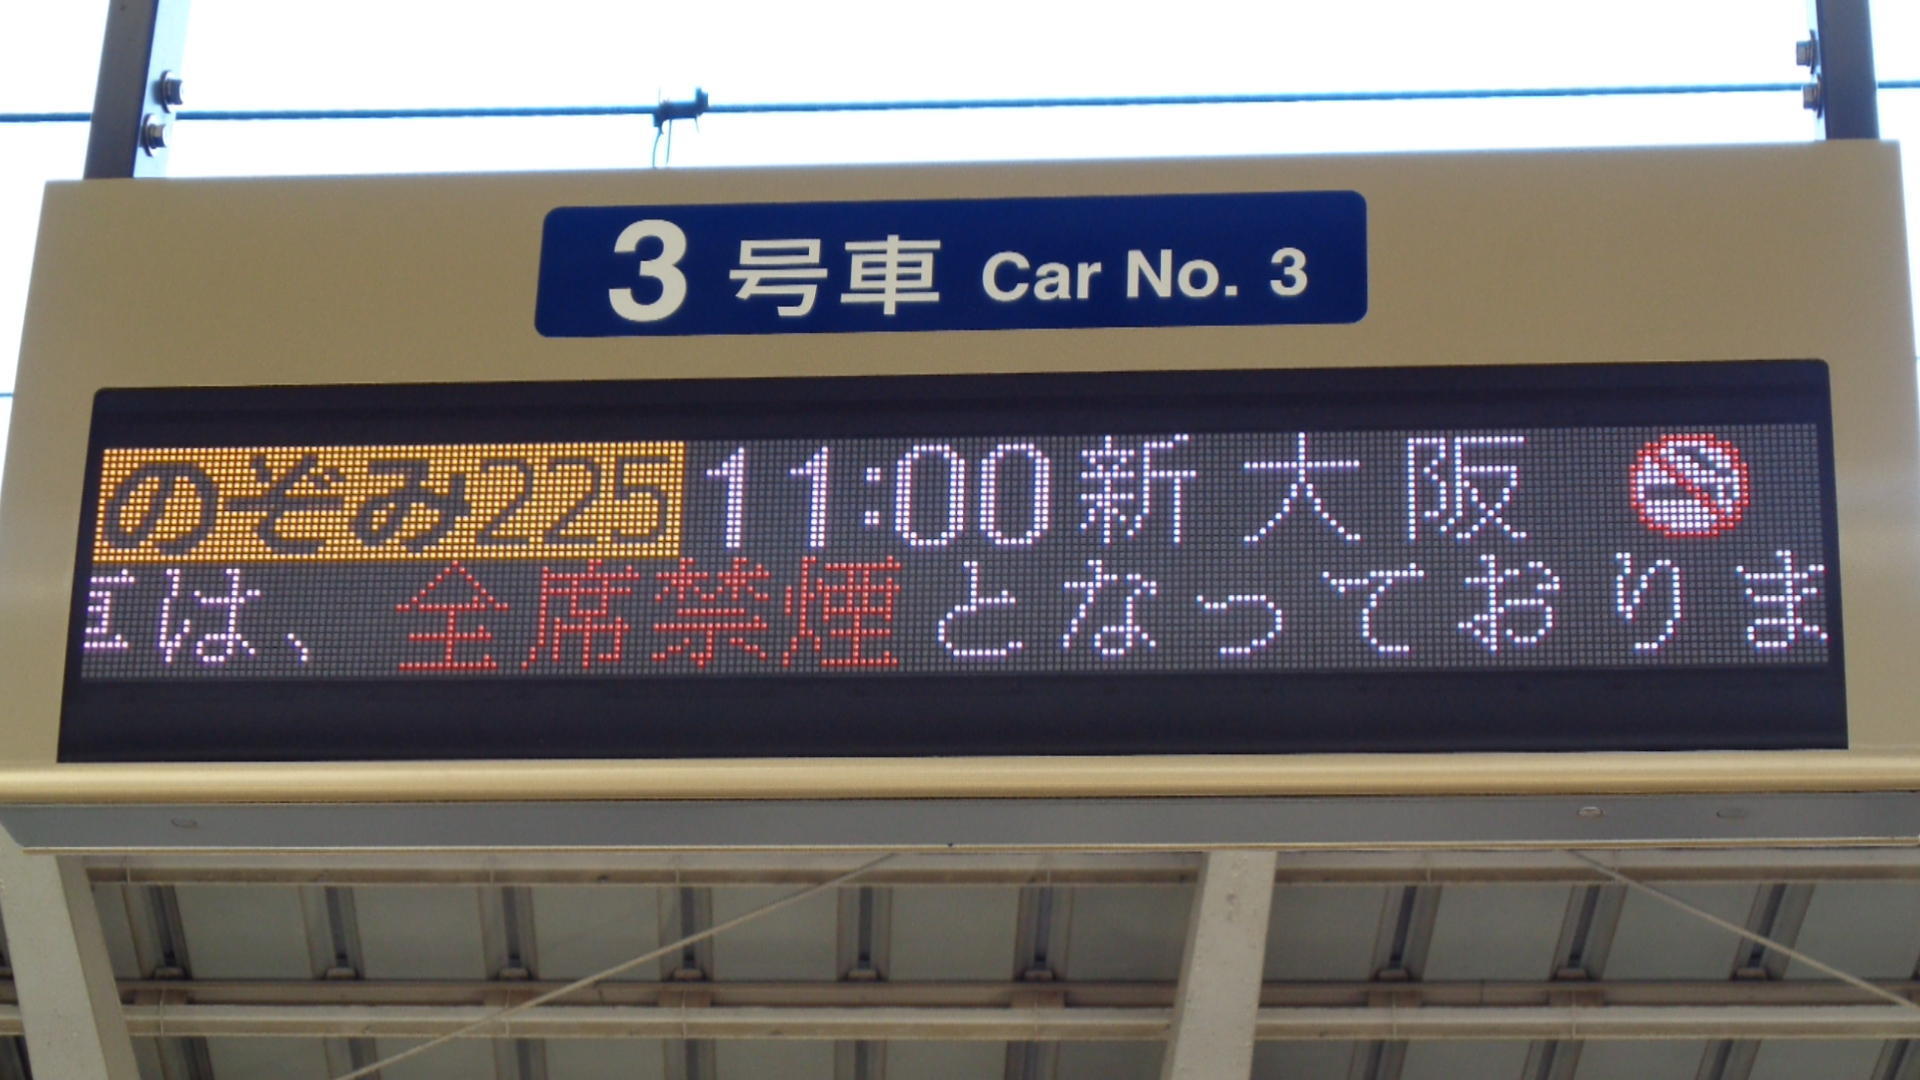 3号車 Car No. 3
のぞみ225 11:00 新大阪
は、全席禁煙となっておりま